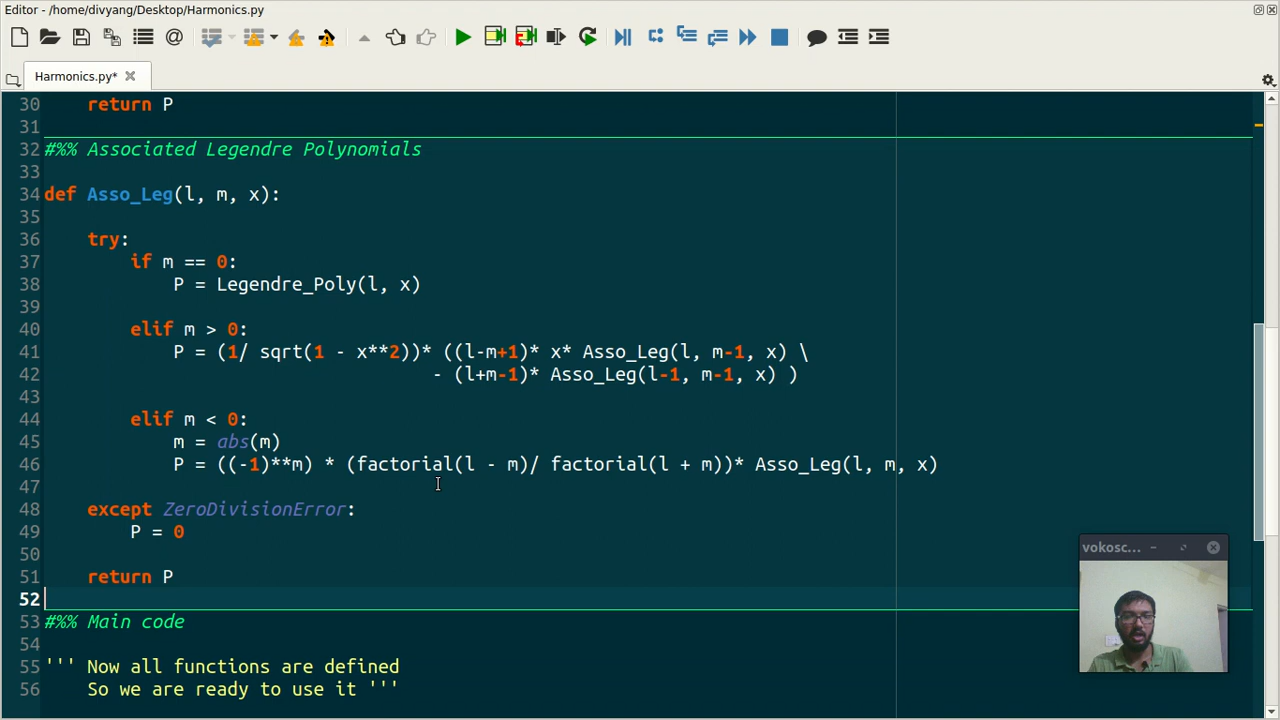 Editor - /home/divyang/Desktop/Harmonics.py
Harmonics.py*
30     return P
31
32 #%% Associated Legendre Polynomials
33
34 def Asso_Leg(l, m, x):
35
36     try:
37         if m == 0:
38             P = Legendre_Poly(l, x)
39
40         elif m > 0:
41             P = (1/ sqrt(1 - x**2))* ((l-m+1)* x* Asso_Leg(l, m-1, x) \
42                                     - (l+m-1)* Asso_Leg(l-1, m-1, x) )
43
44         elif m < 0:
45             m = abs(m)
46             P = ((-1)**m) * (factorial(l - m)/ factorial(l + m))* Asso_Leg(l, m, x)
47
48     except ZeroDivisionError:
49         P = 0
50
51     return P
52
53 #%% Main code
54
55 ''' Now all functions are defined
56     So we are ready to use it '''
vokosc...